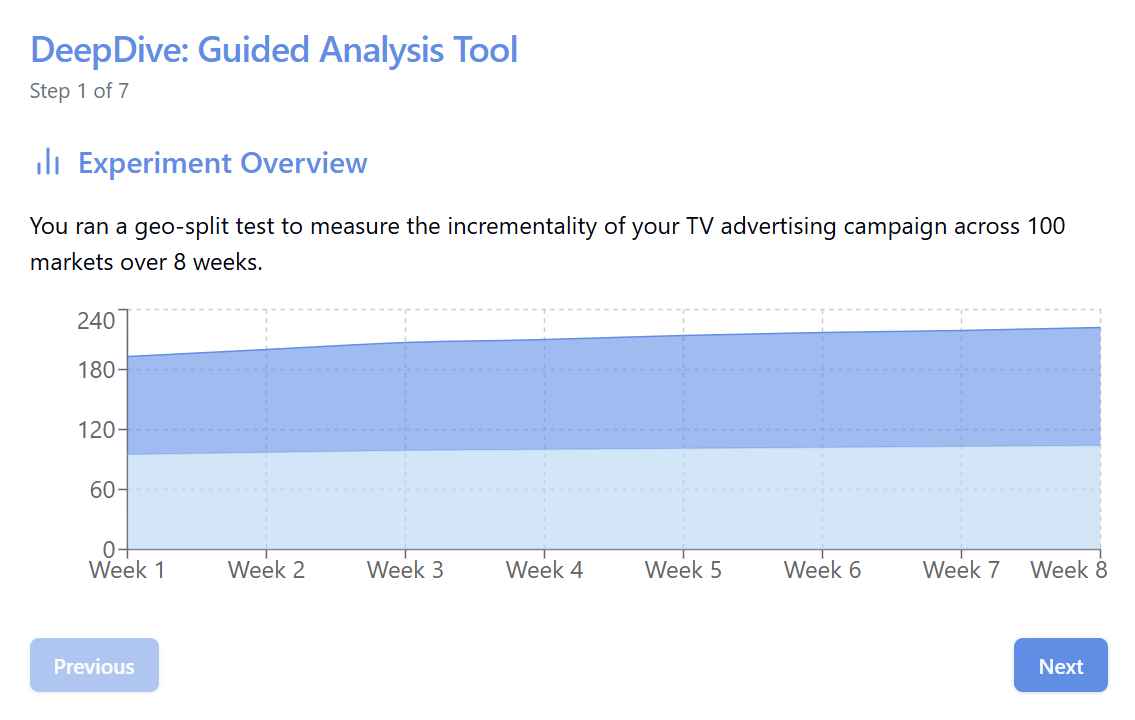 DeepDive: Guided Analysis Tool
Step 1 of 7
Experiment Overview
You ran a geo-split test to measure the incrementality of your TV advertising campaign across 100
markets over 8 weeks.
240
180
120
60
0
Week 1 Week 2 Week 3 Week 4 Week 5 Week 6 Week 7 Week 8
Previous Next